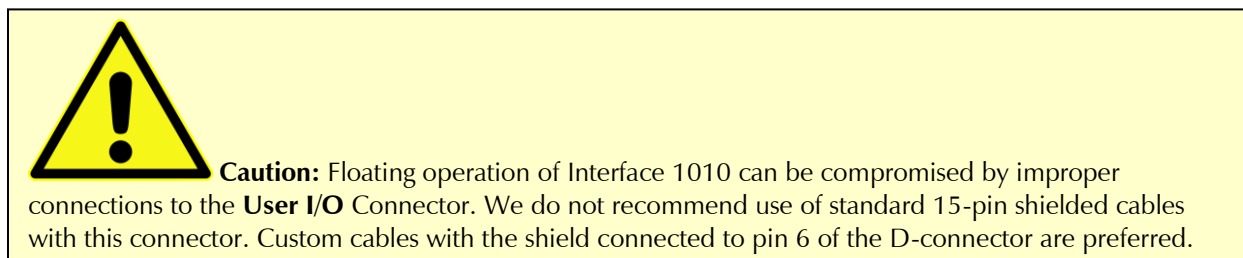 Caution: Floating operation of Interface 1010 can be compromised by improper
connections to the User I/O Connector. We do not recommend use of standard 15-pin shielded cables
with this connector. Custom cables with the shield connected to pin 6 of the D-connector are preferred.